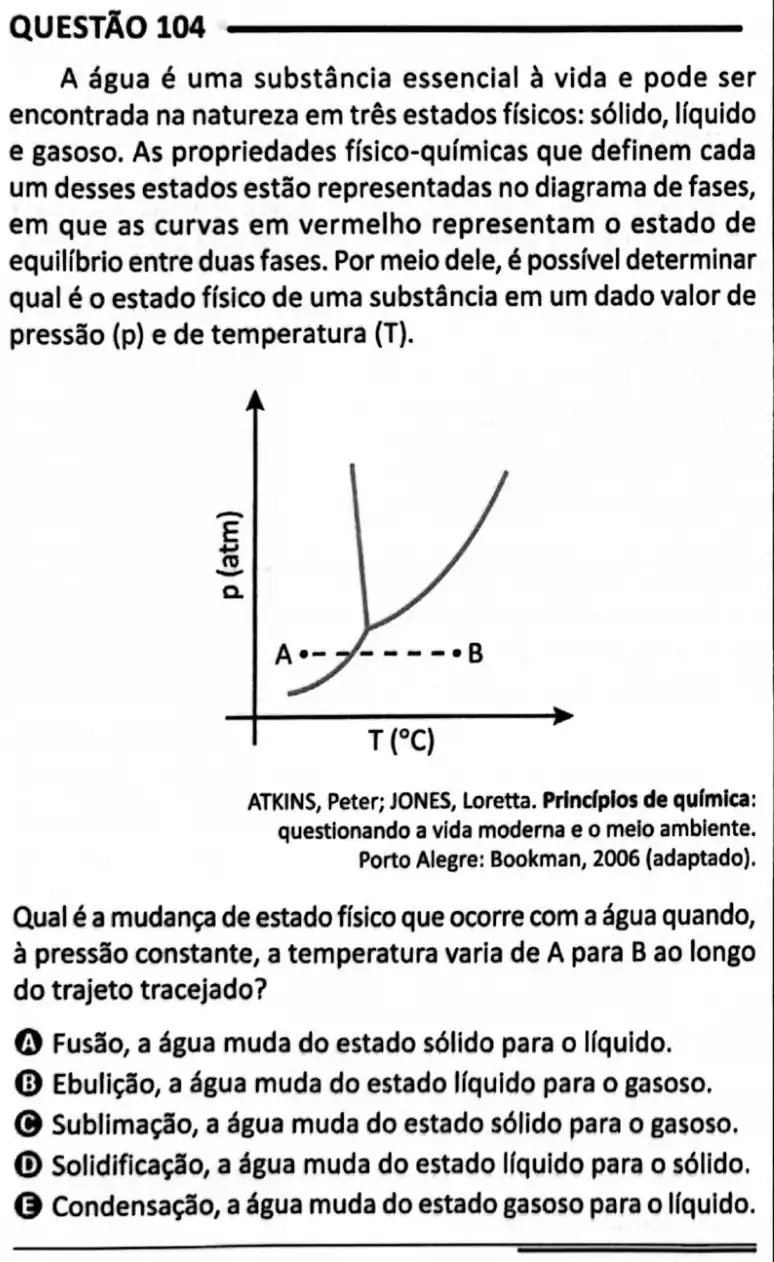 QUESTÃO 104
A água é uma substância essencial à vida e pode ser
encontrada na natureza em três estados físicos: sólido, líquido
e gasoso. As propriedades físico-químicas que definem cada
um desses estados estão representadas no diagrama de fases,
em que as curvas em vermelho representam o estado de
equilíbrio entre duas fases. Por meio dele, é possível determinar
qual é o estado físico de uma substância em um dado valor de
pressão (p) e de temperatura (T).
p (atm)
A
B
T (°C)
ATKINS, Peter; JONES, Loretta. Princípios de química:
questionando a vida moderna e o meio ambiente.
Porto Alegre: Bookman, 2006 (adaptado).
Qual é a mudança de estado físico que ocorre com a água quando,
à pressão constante, a temperatura varia de A para B ao longo
do trajeto tracejado?
A Fusão, a água muda do estado sólido para o líquido.
B Ebulição, a água muda do estado líquido para o gasoso.
C Sublimação, a água muda do estado sólido para o gasoso.
D Solidificação, a água muda do estado líquido para o sólido.
E Condensação, a água muda do estado gasoso para o líquido.